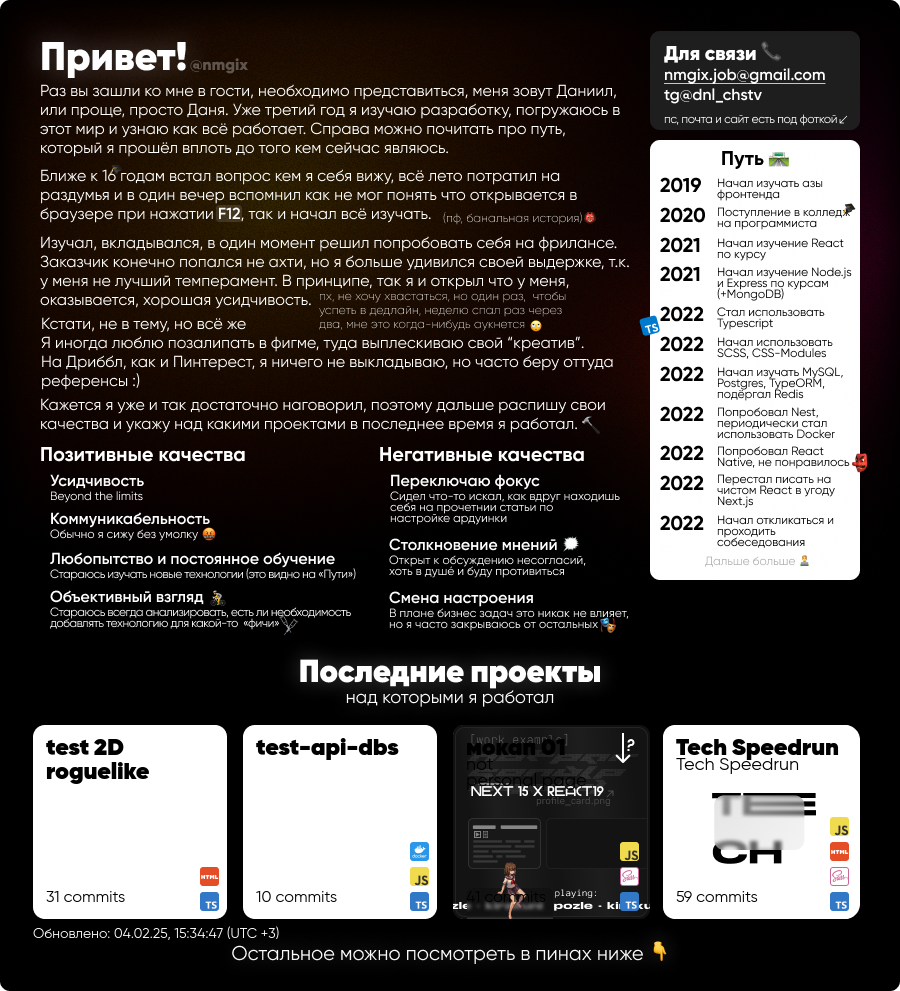 Привет! @nmgix
Раз вы зашли ко мне в гости, необходимо представиться, меня зовут Даниил,
или проще, просто Даня. Уже третий год я изучаю разработку, погружаюсь в
этот мир и узнаю как всё работает. Справа можно почитать про путь,
который я прошёл вплоть до того кем сейчас являюсь.
Ближе к 16 годам встал вопрос кем я себя вижу, всё лето потратил на
раздумья и в один вечер вспомнил как не мог понять что открывается в
браузере при нажатии F12, так и начал всё изучать. (пф, банальная история)👹
Изучал, вкладывался, в один момент решил попробовать себя на фрилансе.
Заказчик конечно попался не ахти, но я больше удивился своей выдержке, т.к.
у меня не лучший темперамент. В принципе, так я и открыл что у меня,
оказывается, хорошая усидчивость.
пх, не хочу хвастаться, но один раз, чтобы
успеть в дедлайн, неделю спал раз через
два, мне это когда-нибудь аукнется 🙄
Кстати, не в тему, но всё же
Я иногда люблю позалипать в фигме, туда выплескиваю свой “креатив”.
На Дриббл, как и Пинтерест, я ничего не выкладываю, но часто беру оттуда
референсы :)
Кажется я уже и так достаточно наговорил, поэтому дальше распишу свои
качества и укажу над какими проектами в последнее время я работал. 🔨
Позитивные качества
Усидчивость
Beyond the limits
Коммуникабельность
Обычно я сижу без умолку 🤬
Любопытство и постоянное обучение
Стараюсь изучать новые технологии (это видно на «Пути»)
Объективный взгляд
Стараюсь всегда анализировать, есть ли необходимость
добавлять технологию для какой-то «фичи»
Негативные качества
Переключаю фокус
Сидел что-то искал, как вдруг находишь
себя на прочетнии статьи по
настройке ардуинки
Столкновение мнений
Открыт к обсуждению несогласий,
хоть в душе и буду противиться
Смена настроения
В плане бизнес задач это никак не влияет,
но я часто закрываюсь от остальных 🎭
Для связи 📞
nmgix.job@gmail.com
tg@dnl_chstv
пс, почта и сайт есть под фоткой↙
Путь 🛣️
2019 Начал изучать азы
фронтенда
2020 Поступление в колледж
на программиста
2021 Начал изучение React
по курсу
2021 Начал изучение Node.js
и Express по курсам
(+MongoDB)
2022 Стал использовать
Typescript
TS
2022 Начал использовать
SCSS, CSS-Modules
2022 Начал изучать MySQL,
Postgres, TypeORM,
подёргал Redis
2022 Попробовал Nest,
периодически стал
использовать Docker
2022 Попробовал React
Native, не понравилось
2022 Перестал писать на
чистом React в угоду
Next.js
2022 Начал откликаться и
проходить
собеседования
Дальше больше
Последние проекты
над которыми я работал
test 2D
roguelike
HTML
31 commits
TS
test-api-dbs
docker
JS
10 commits
TS
[work example]
мокап 01
?
not
personal page
NEXT 15 X REACT19
profile_card.png
JS
Sass
playing:
41 commits
TS
pozle - kir
Tech Speedrun
Tech Speedrun
TECH
JS
HTML
Sass
59 commits
TS
Обновлено: 04.02.25, 15:34:47 (UTC +3)
Остальное можно посмотреть в пинах ниже 👇